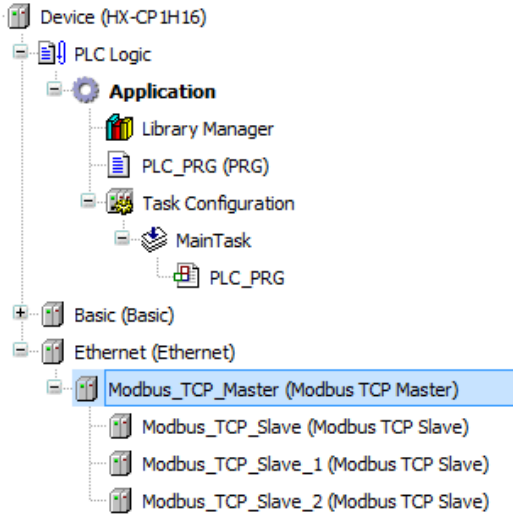 Device (HX-CP1H16)
PLC Logic
Application
Library Manager
PLC_PRG (PRG)
Task Configuration
MainTask
PLC_PRG
Basic (Basic)
Ethernet (Ethernet)
Modbus_TCP_Master (Modbus TCP Master)
Modbus_TCP_Slave (Modbus TCP Slave)
Modbus_TCP_Slave_1 (Modbus TCP Slave)
Modbus_TCP_Slave_2 (Modbus TCP Slave)